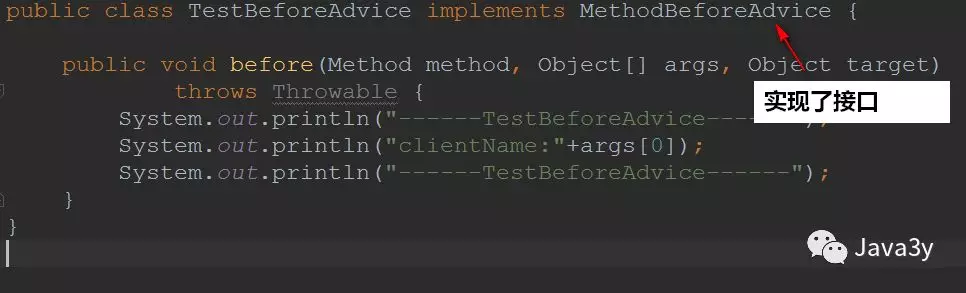 public class TestBeforeAdvice implements MethodBeforeAdvice {
public void before(Method method, Object[] args, Object target)
throws Throwable {
实现了接口
System.out.println("------TestBeforeAdvice---
System.out.println("clientName:"+args[0]);
System.out.println("------TestBeforeAdvice------");
}
}
Java3y